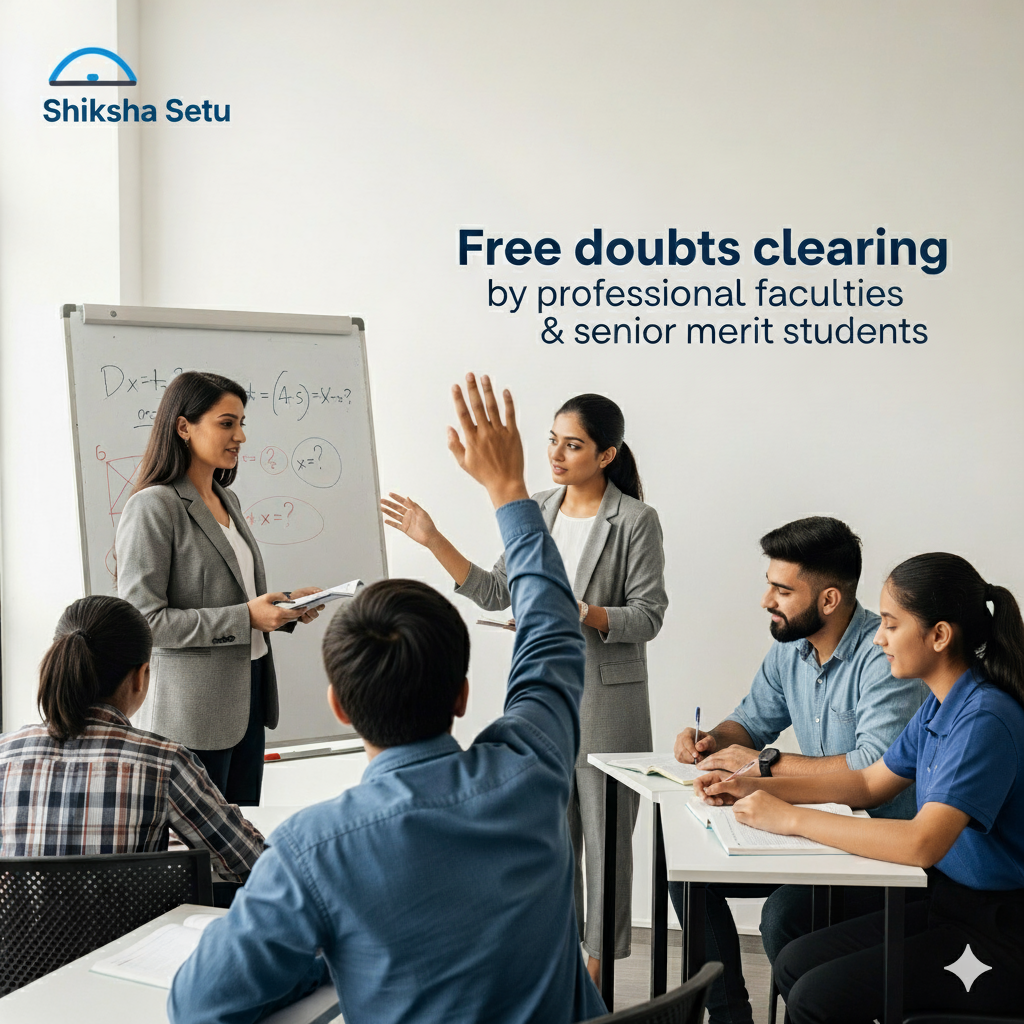 Shiksha Setu
Free doubts clearing
by professional faculties
& senior merit students
x=?
x=?